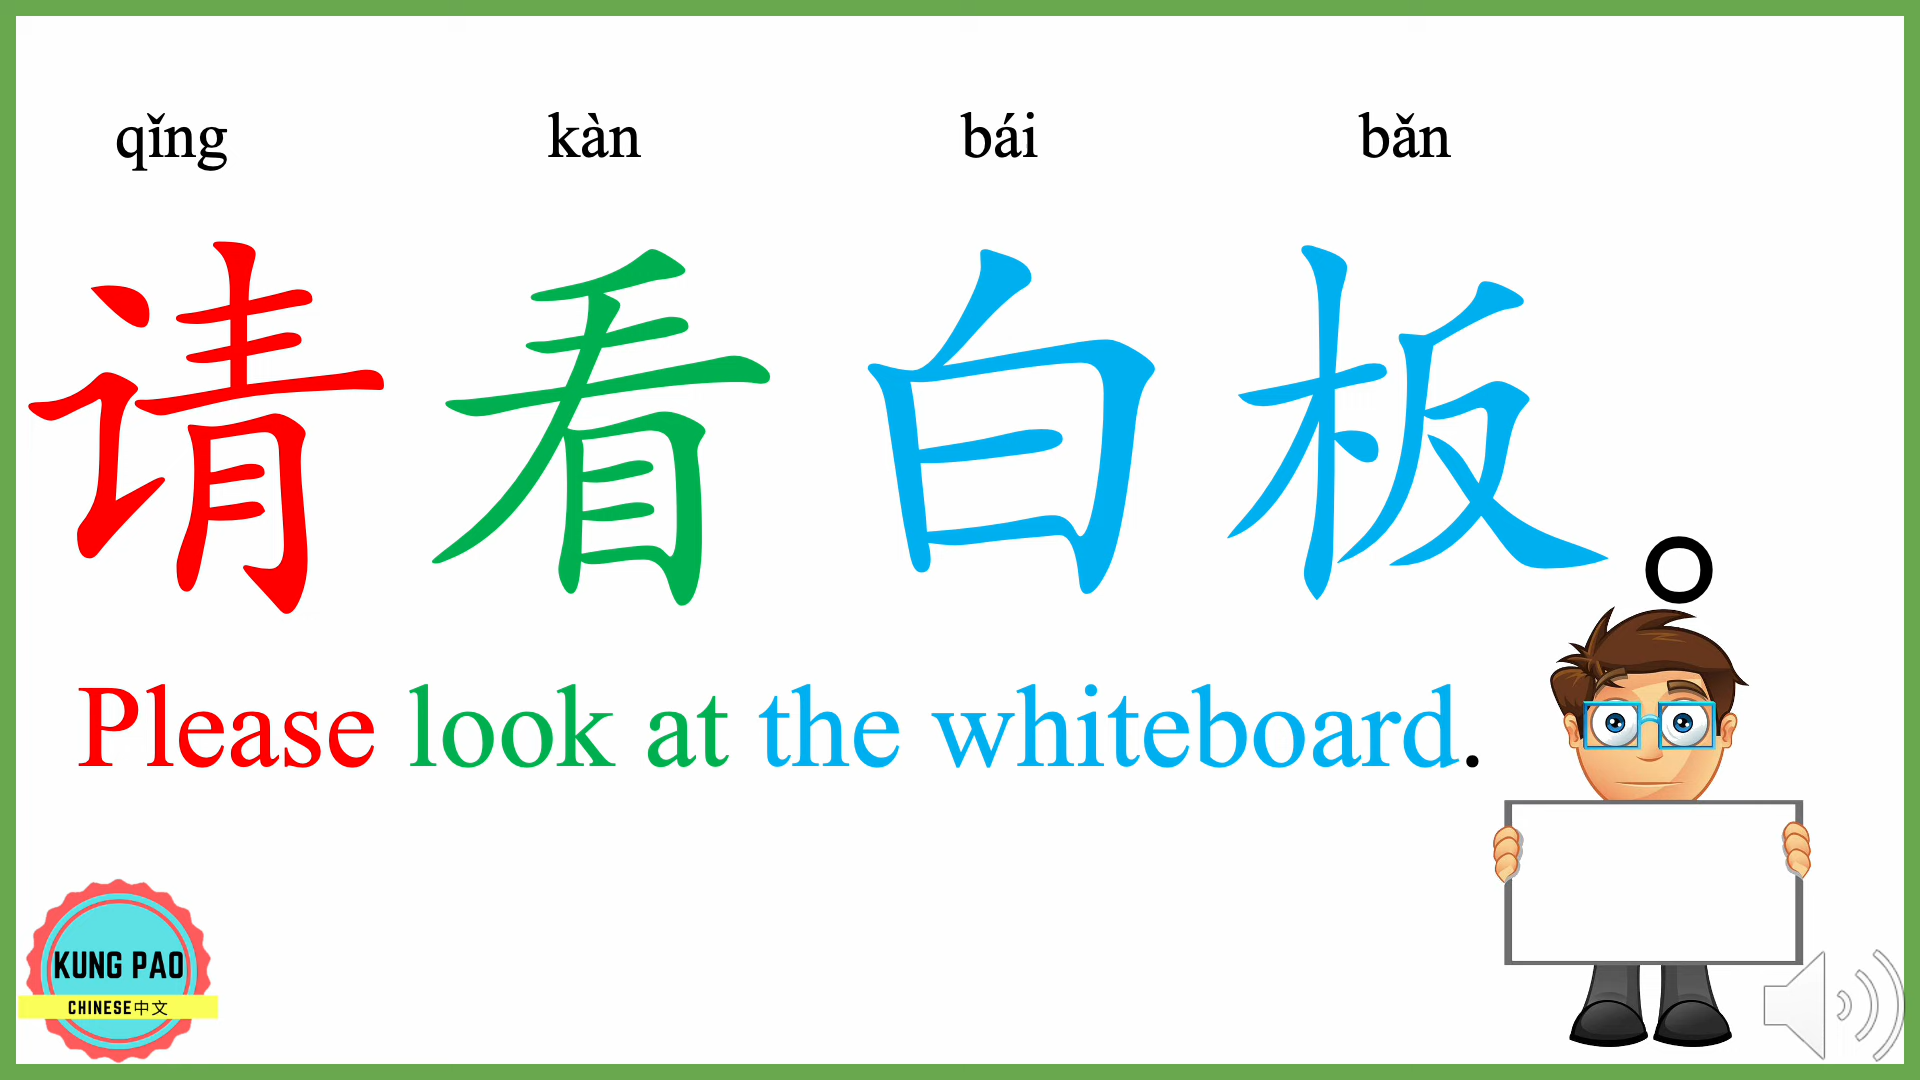 qǐng kàn bái bǎn
请看白板。
Please look at the whiteboard.
KUNG PAO
CHINESE中文